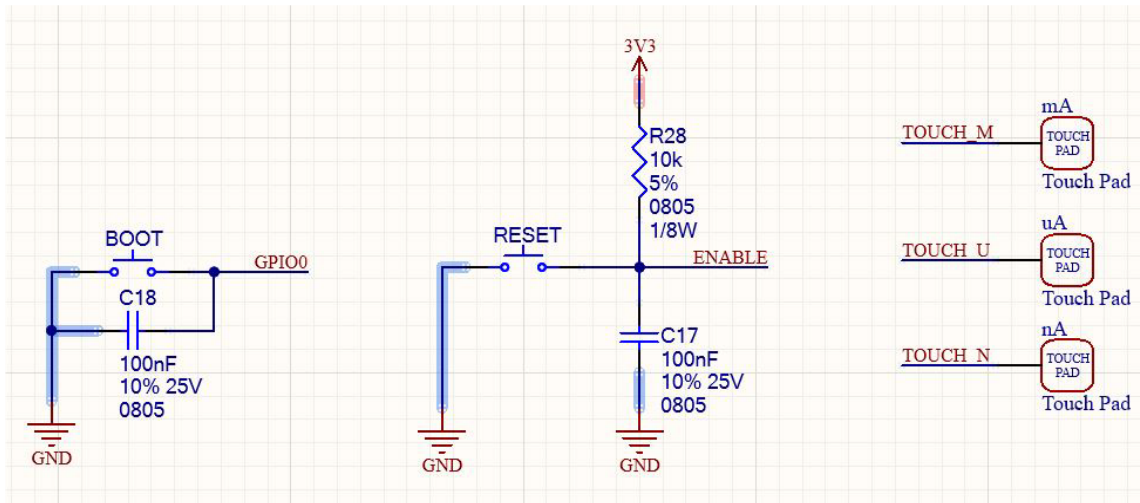 BOOT
GPIO0
C18
100nF
10% 25V
0805
GND
3V3
R28
10k
5%
0805
1/8W
RESET
ENABLE
C17
100nF
10% 25V
0805
GND
GND
mA
TOUCH_M
TOUCH
PAD
Touch Pad
uA
TOUCH_U
TOUCH
PAD
Touch Pad
nA
TOUCH_N
TOUCH
PAD
Touch Pad